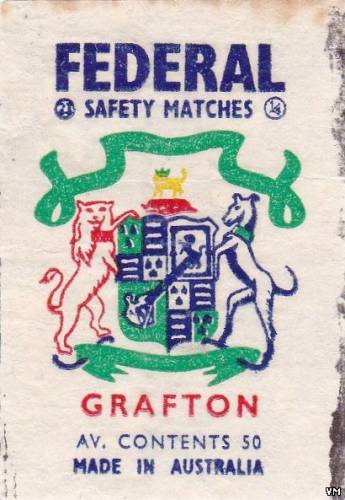 FEDERAL
21 SAFETY MATCHES 1/4
GRAFTON
AV. CONTENTS 50
MADE IN AUSTRALIA
VM